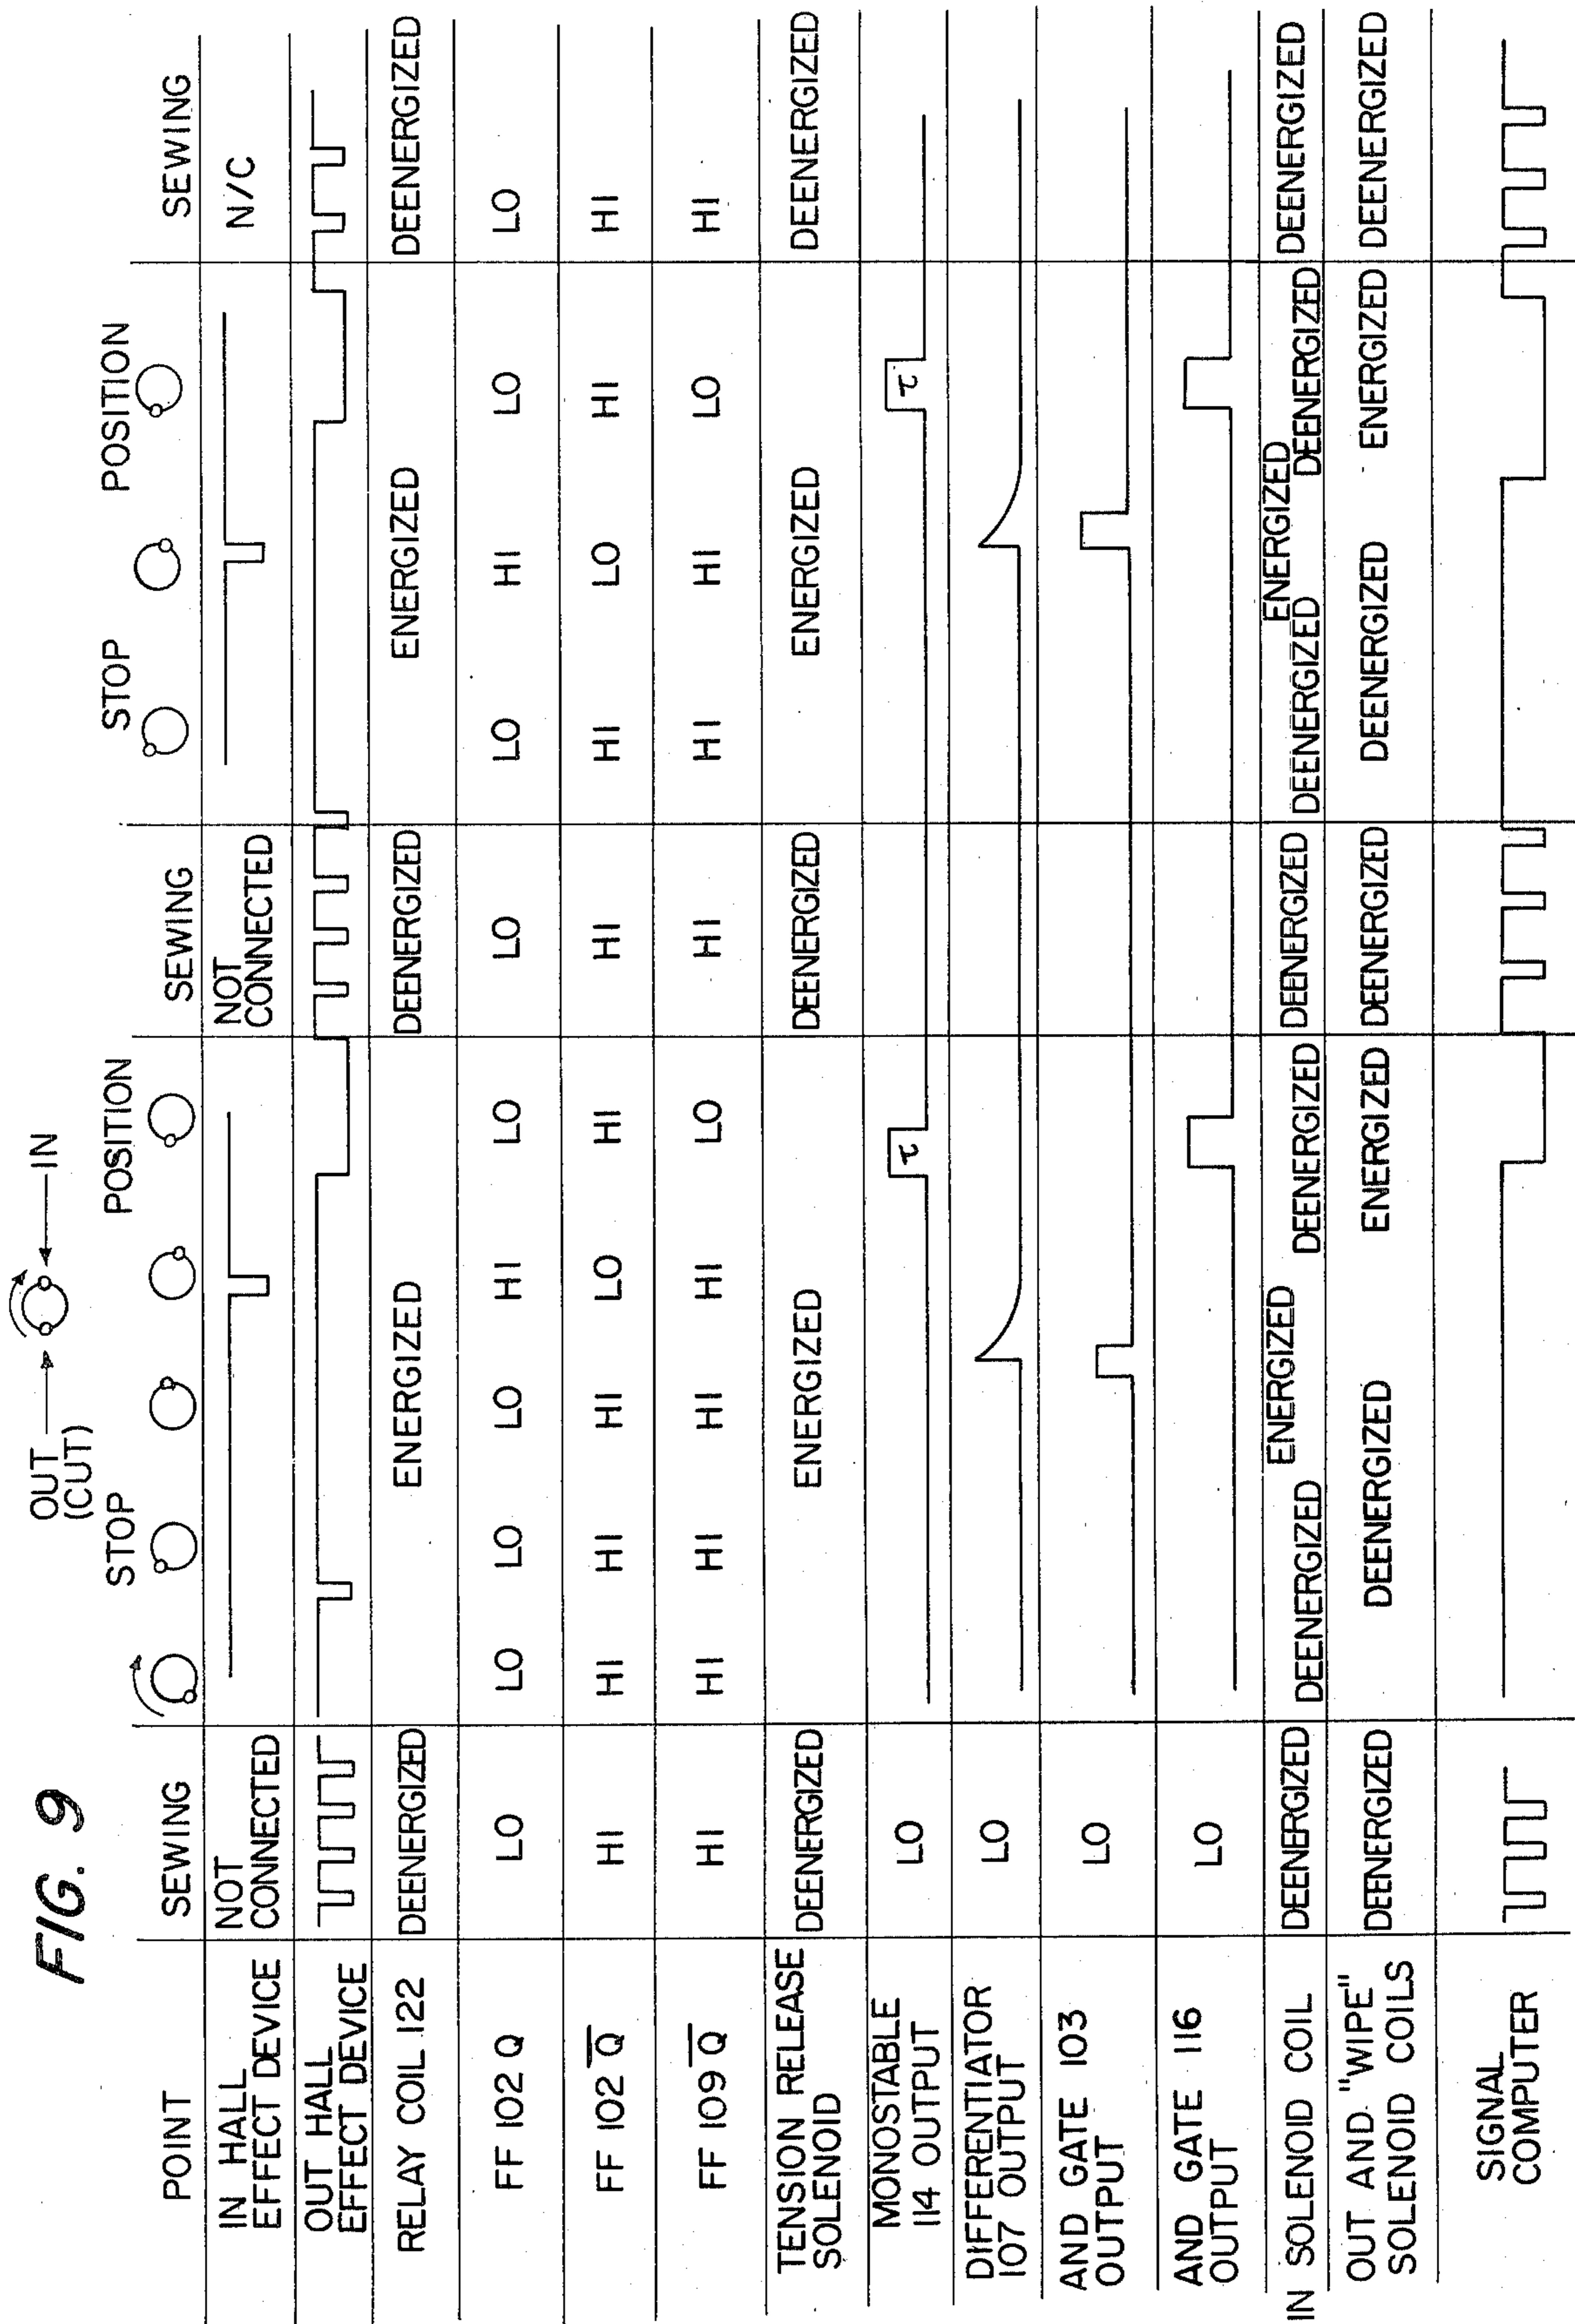 FIG. 9
OUT
(CUT)
IN
POINT SEWING STOP POSITION SEWING STOP POSITION SEWING
IN HALL
EFFECT DEVICE
NOT
CONNECTED
NOT
CONNECTED
N/C
OUT HALL
EFFECT DEVICE
RELAY COIL 122 DEENERGIZED ENERGIZED DEENERGIZED ENERGIZED DEENERGIZED
FF 102 Q LO LO LO LO HI LO LO LO HI LO LO
FF 102 Q̅ HI HI HI HI LO HI HI HI LO HI HI
FF 109 Q̅ HI HI HI HI HI LO HI HI HI LO HI
TENSION RELEASE
SOLENOID
DEENERGIZED ENERGIZED DEENERGIZED ENERGIZED DEENERGIZED
MONOSTABLE
114 OUTPUT
LO τ τ
DIFFERENTIATOR
107 OUTPUT
LO
AND GATE 103
OUTPUT
LO
AND GATE 116
OUTPUT
LO
IN SOLENOID COIL DEENERGIZED DEENERGIZED ENERGIZED DEENERGIZED DEENERGIZED DEENERGIZED ENERGIZED DEENERGIZED DEENERGIZED
OUT AND "WIPE"
SOLENOID COILS
DEENERGIZED DEENERGIZED ENERGIZED DEENERGIZED DEENERGIZED ENERGIZED DEENERGIZED
SIGNAL
COMPUTER